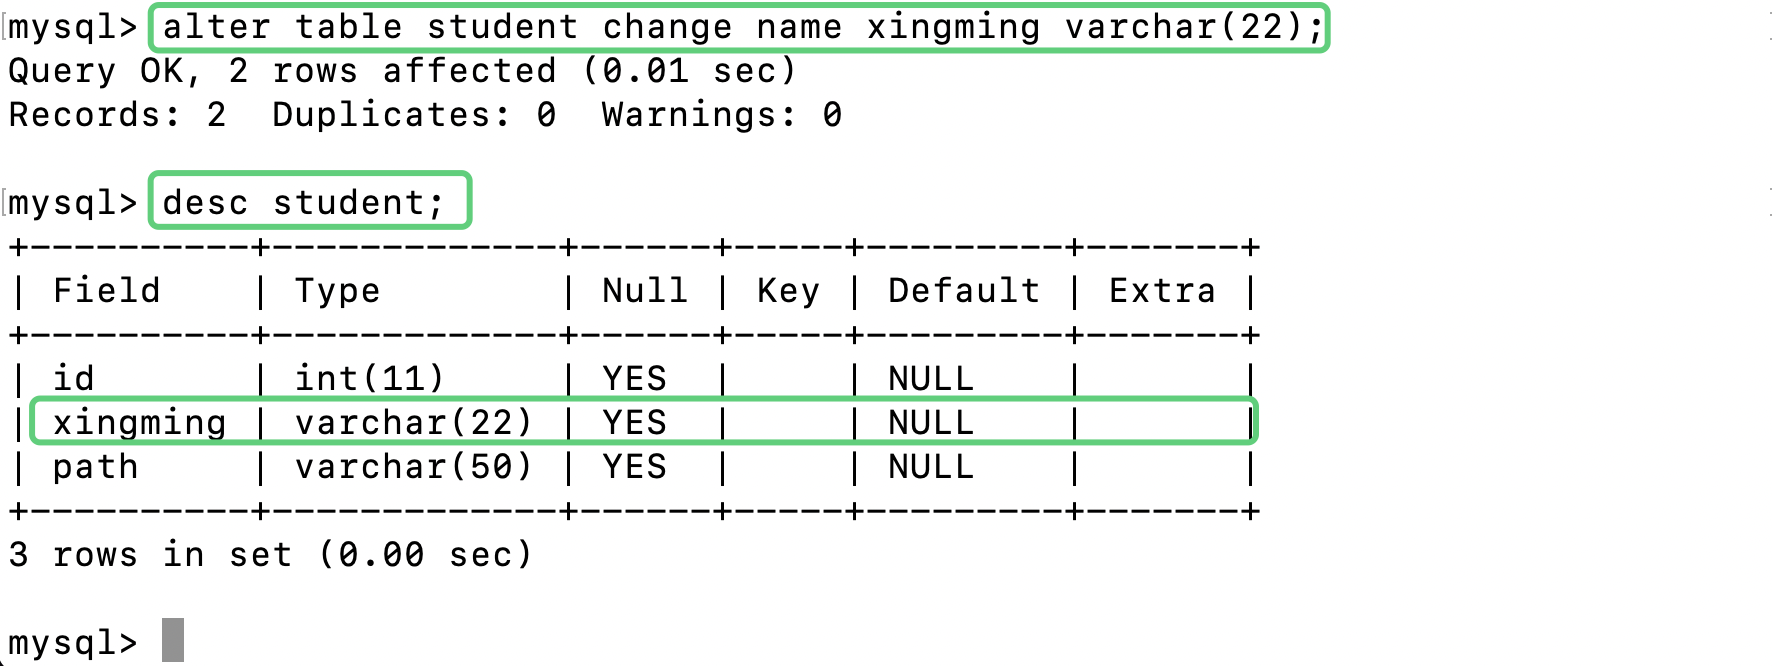 mysql> alter table student change name xingming varchar(22);
Query OK, 2 rows affected (0.01 sec)
Records: 2  Duplicates: 0  Warnings: 0
mysql> desc student;
+----------+-------------+------+-----+---------+-------+
| Field    | Type        | Null | Key | Default | Extra |
+----------+-------------+------+-----+---------+-------+
| id       | int(11)     | YES  |     | NULL    |       |
| xingming | varchar(22) | YES  |     | NULL    |       |
| path     | varchar(50) | YES  |     | NULL    |       |
+----------+-------------+------+-----+---------+-------+
3 rows in set (0.00 sec)
mysql>